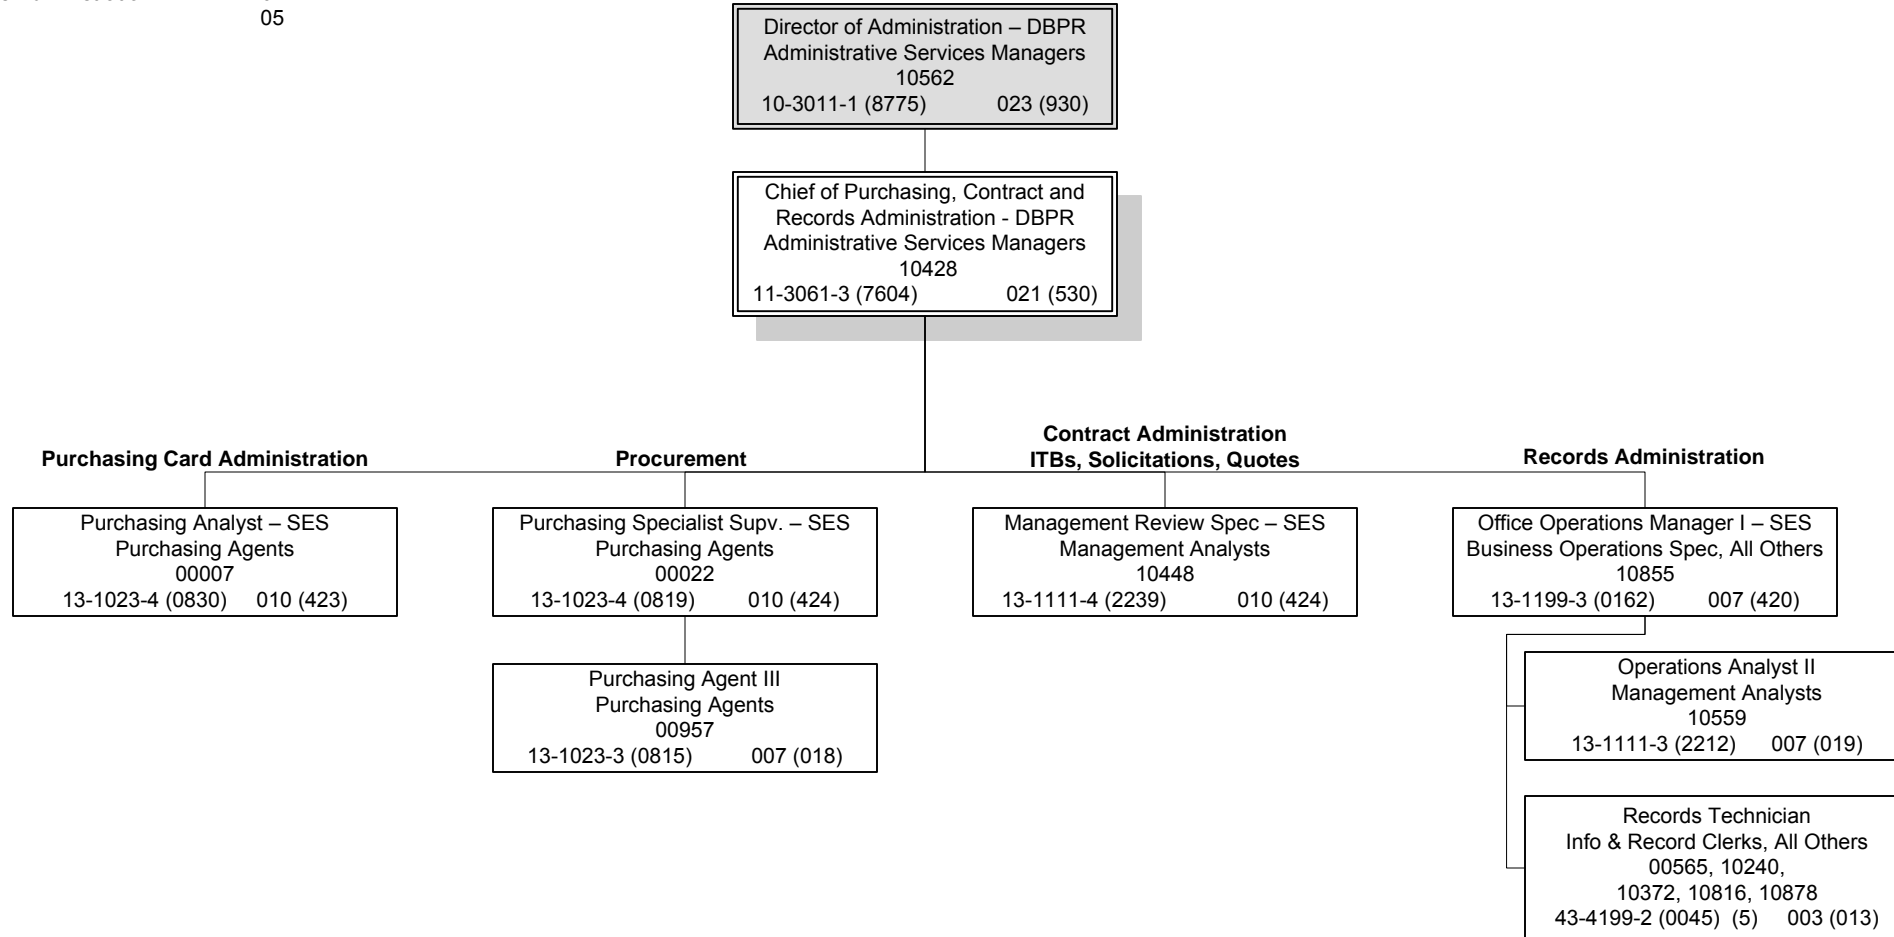 05
Director of Administration – DBPR
Administrative Services Managers
10562
10-3011-1 (8775) 023 (930)
Chief of Purchasing, Contract and
Records Administration - DBPR
Administrative Services Managers
10428
11-3061-3 (7604) 021 (530)
Purchasing Card Administration
Procurement
Contract Administration
ITBs, Solicitations, Quotes
Records Administration
Purchasing Analyst – SES
Purchasing Agents
00007
13-1023-4 (0830) 010 (423)
Purchasing Specialist Supv. – SES
Purchasing Agents
00022
13-1023-4 (0819) 010 (424)
Management Review Spec – SES
Management Analysts
10448
13-1111-4 (2239) 010 (424)
Office Operations Manager I – SES
Business Operations Spec, All Others
10855
13-1199-3 (0162) 007 (420)
Purchasing Agent III
Purchasing Agents
00957
13-1023-3 (0815) 007 (018)
Operations Analyst II
Management Analysts
10559
13-1111-3 (2212) 007 (019)
Records Technician
Info & Record Clerks, All Others
00565, 10240,
10372, 10816, 10878
43-4199-2 (0045) (5) 003 (013)